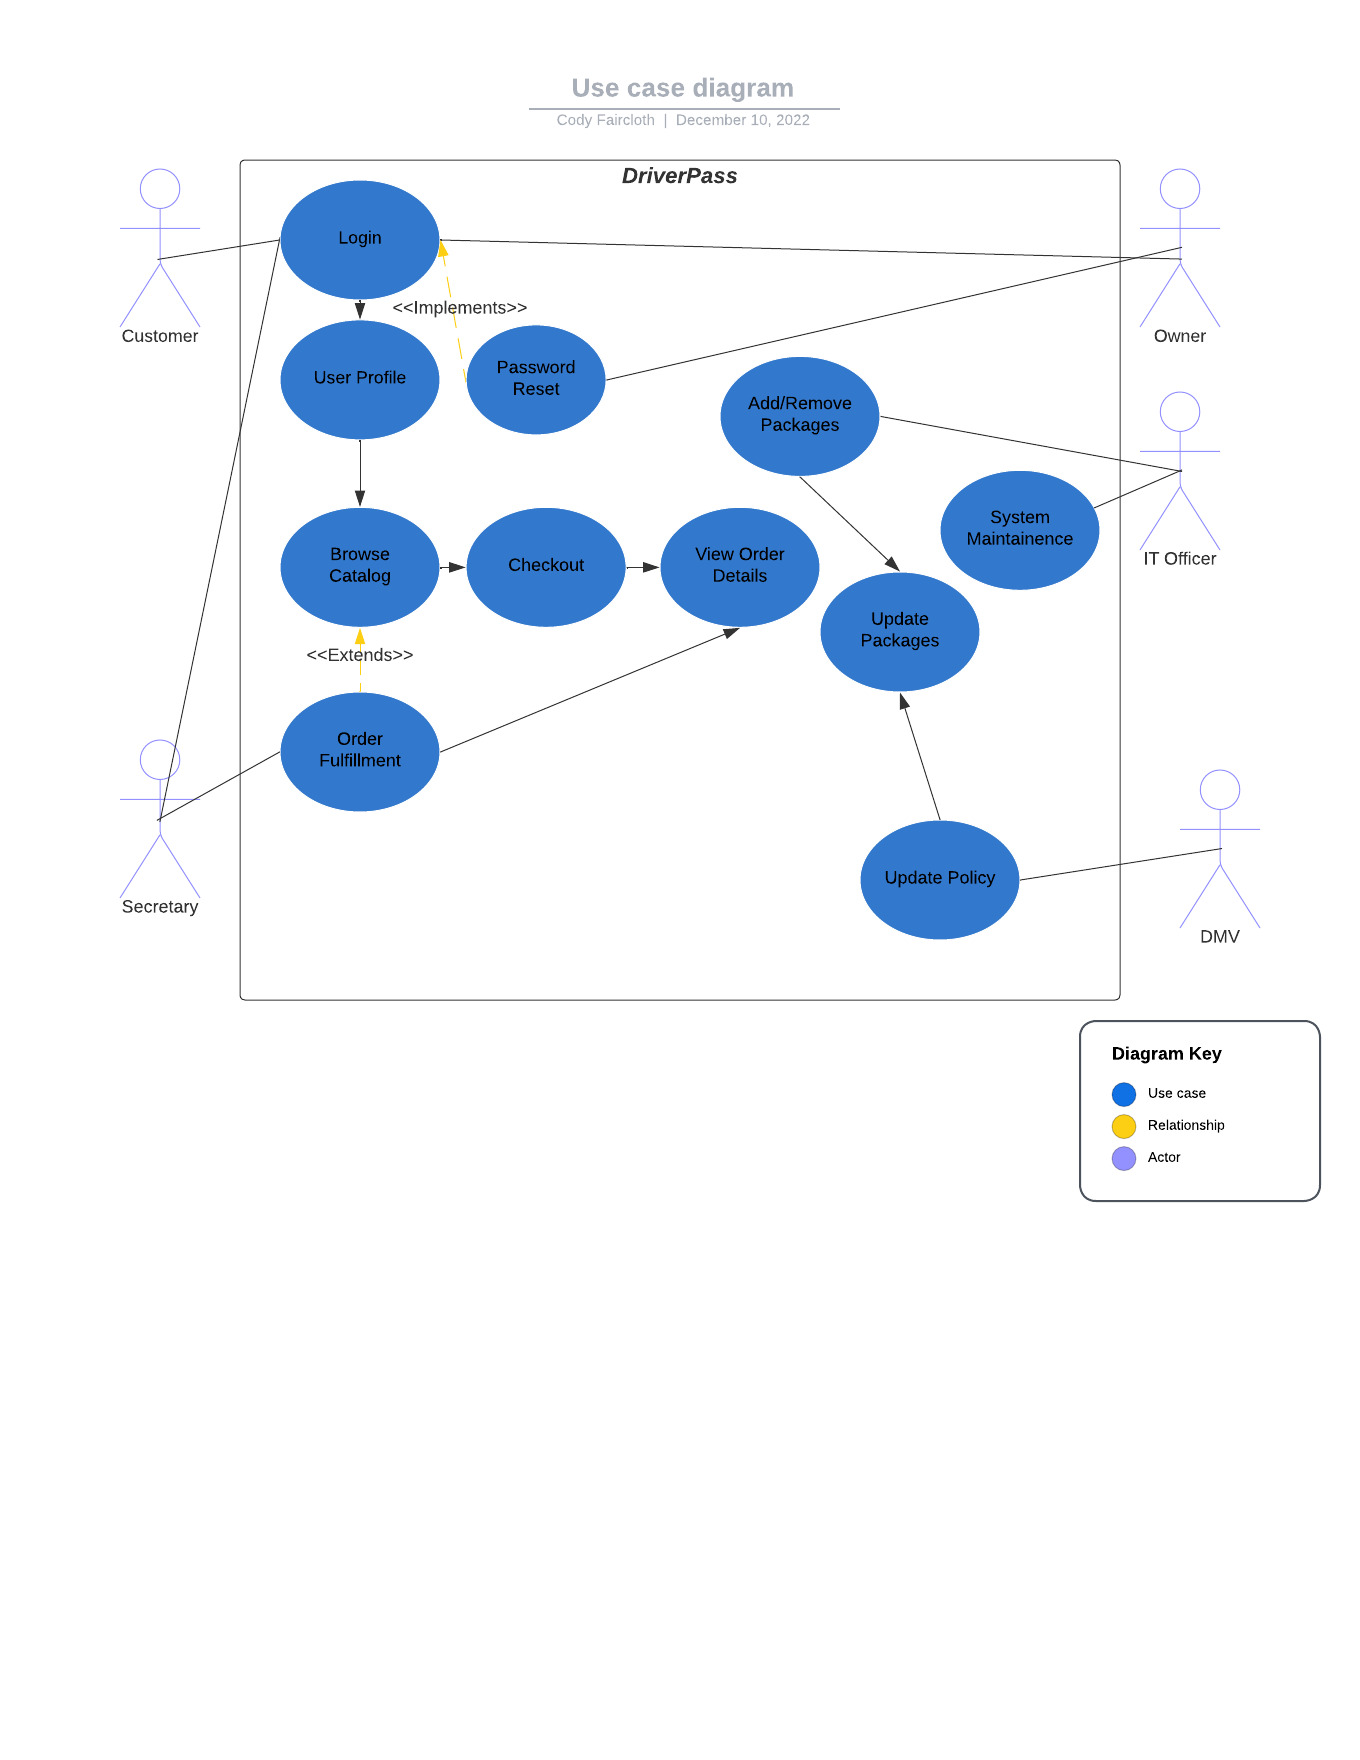 Use case diagram
Cody Faircloth | December 10, 2022
DriverPass
Login
<<Implements>>
Customer
Owner
User Profile
Password
Reset
Add/Remove
Packages
System
Maintainence
IT Officer
Browse
Catalog
Checkout
View Order
Details
Update
Packages
<<Extends>>
Order
Fulfillment
Secretary
Update Policy
DMV
Diagram Key
Use case
Relationship
Actor